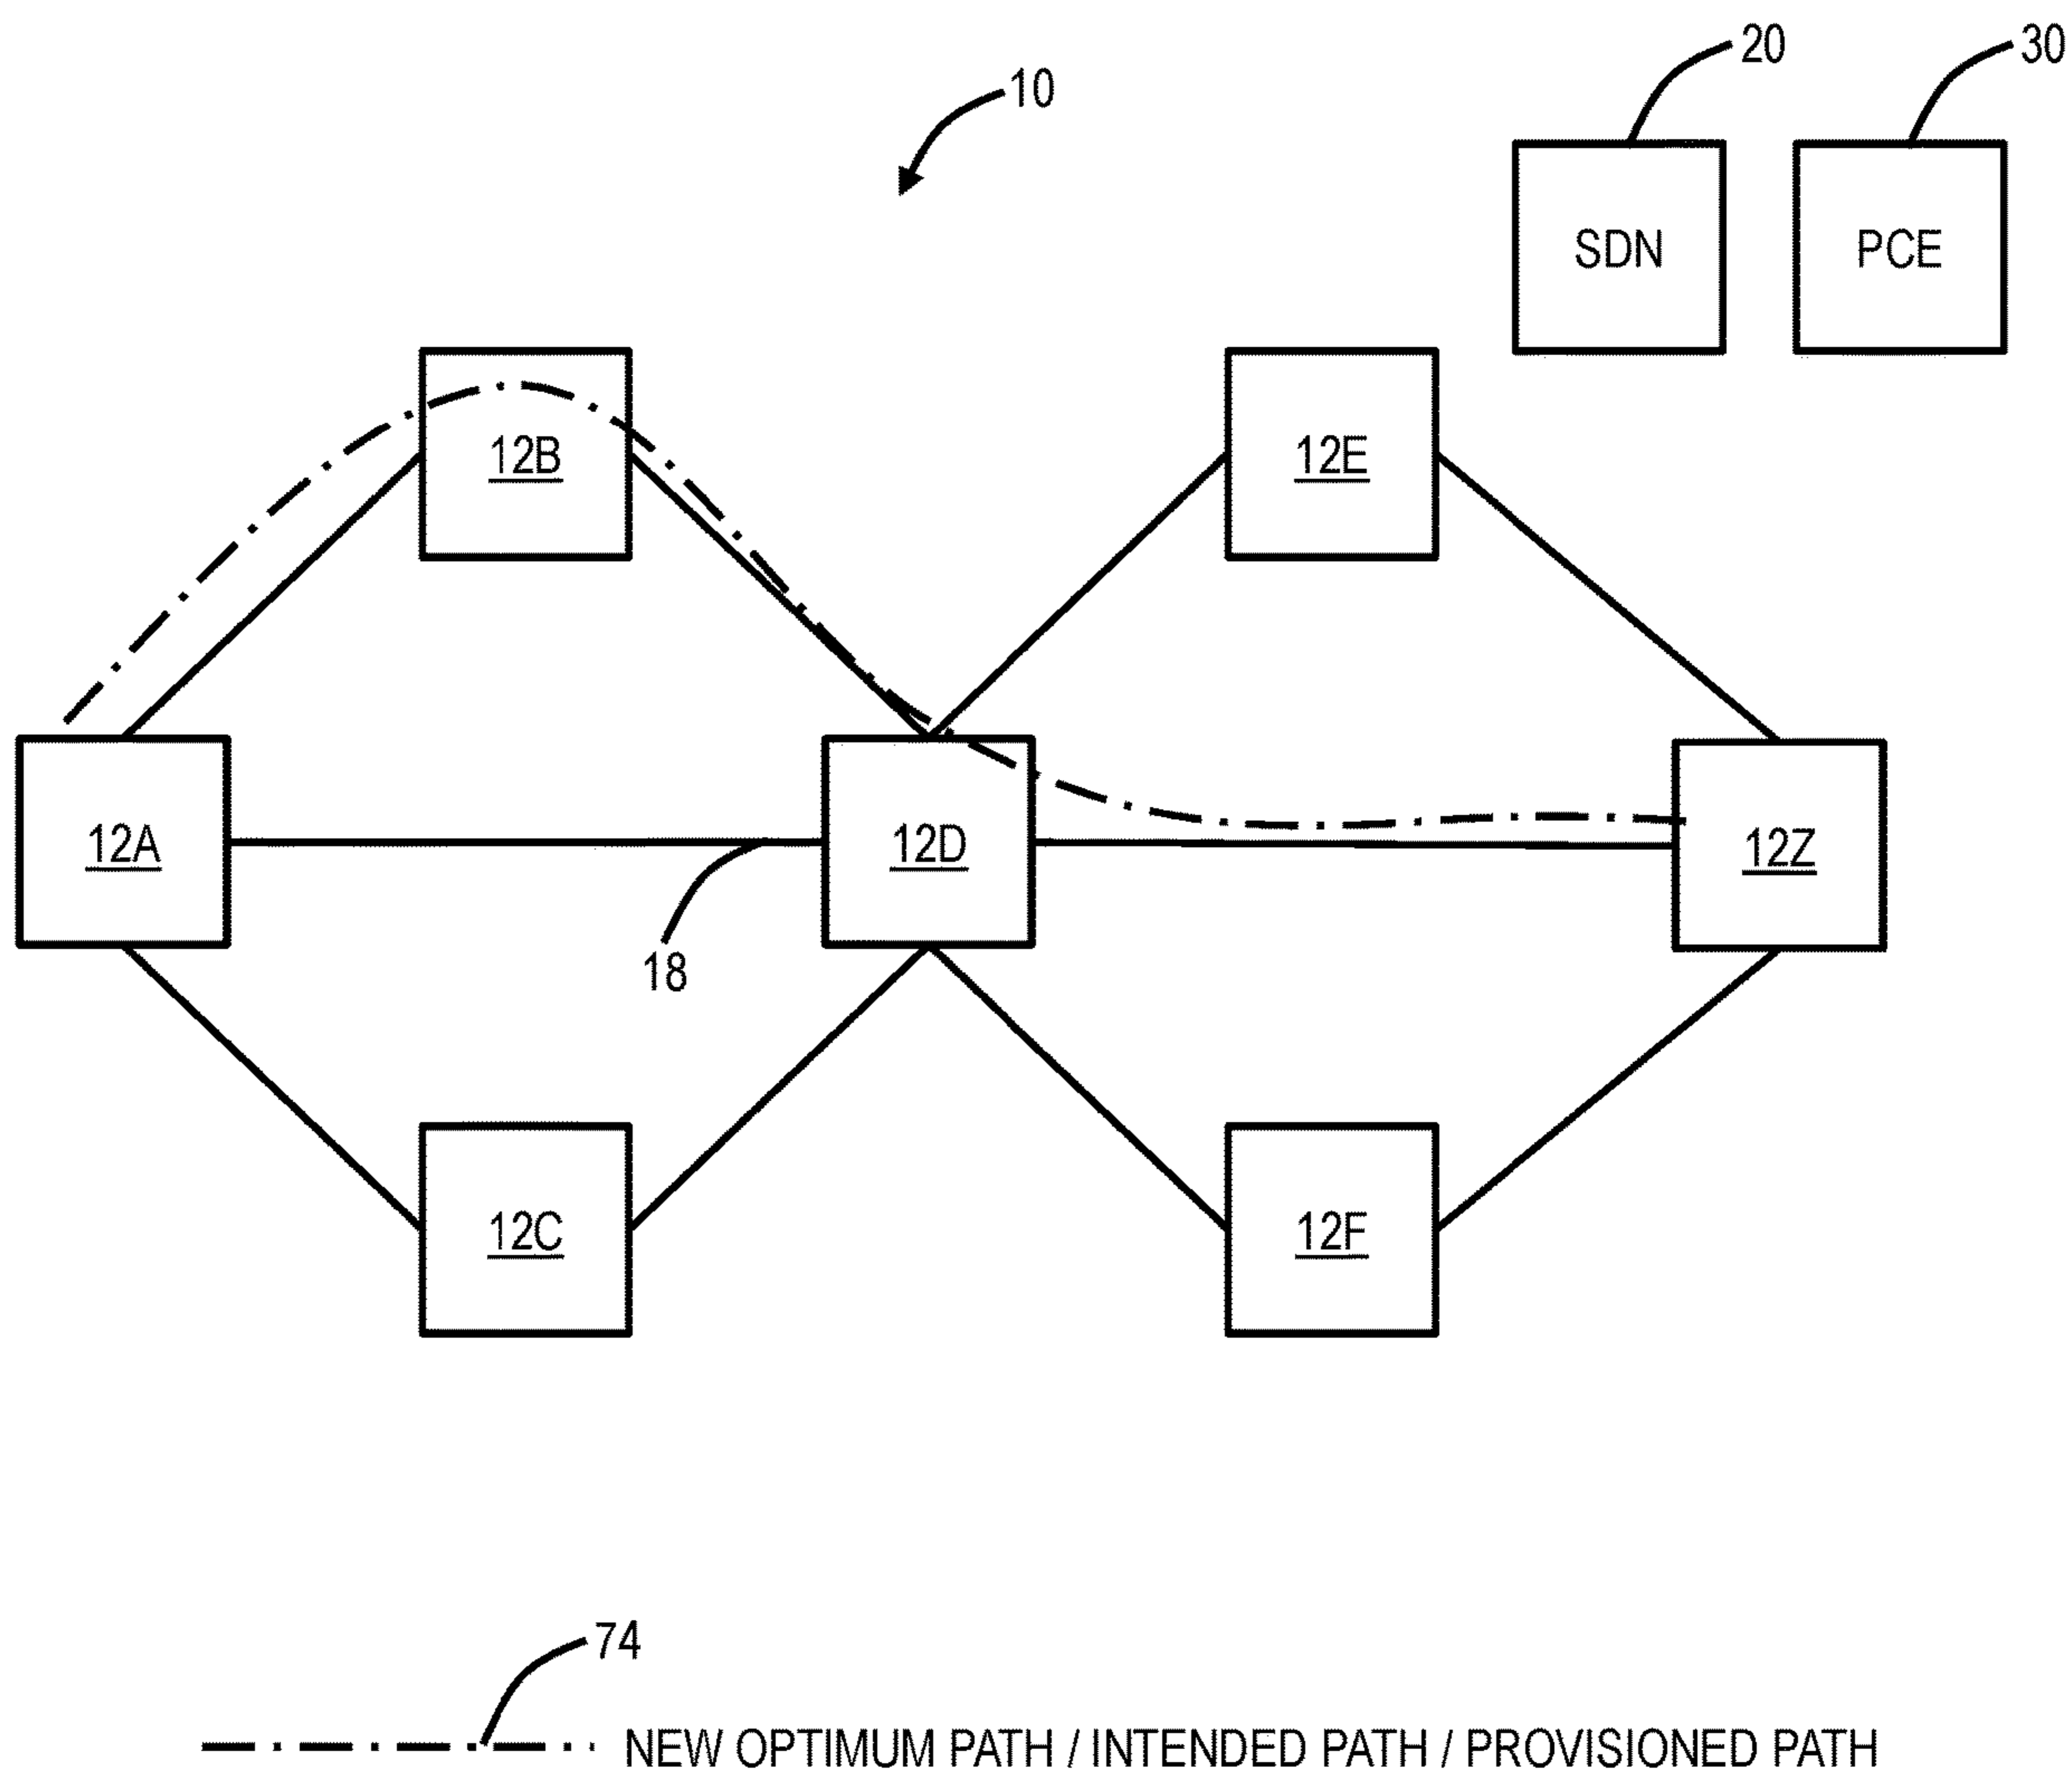 20
30
10
SDN
PCE
12B
12E
12A
12D
12Z
18
12C
12F
74
NEW OPTIMUM PATH / INTENDED PATH / PROVISIONED PATH